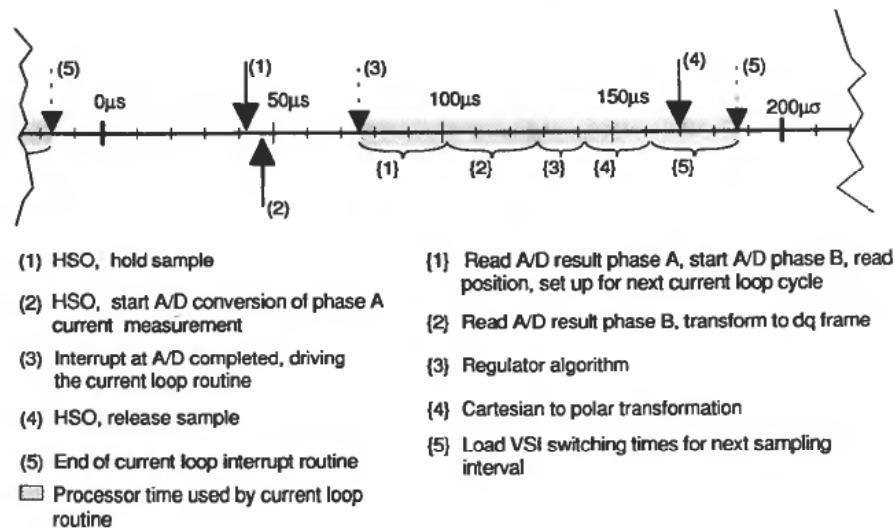 (5)
(1)
(3)
(4)
(5)
0µs
50µs
100µs
150µs
200µσ
{1}
{2}
{3}
{4}
{5}
(2)
(1) HSO, hold sample
(2) HSO, start A/D conversion of phase A
current measurement
(3) Interrupt at A/D completed, driving
the current loop routine
(4) HSO, release sample
(5) End of current loop interrupt routine
Processor time used by current loop
routine
{1} Read A/D result phase A, start A/D phase B, read
position, set up for next current loop cycle
{2} Read A/D result phase B, transform to dq frame
{3} Regulator algorithm
{4} Cartesian to polar transformation
{5} Load VSI switching times for next sampling
interval